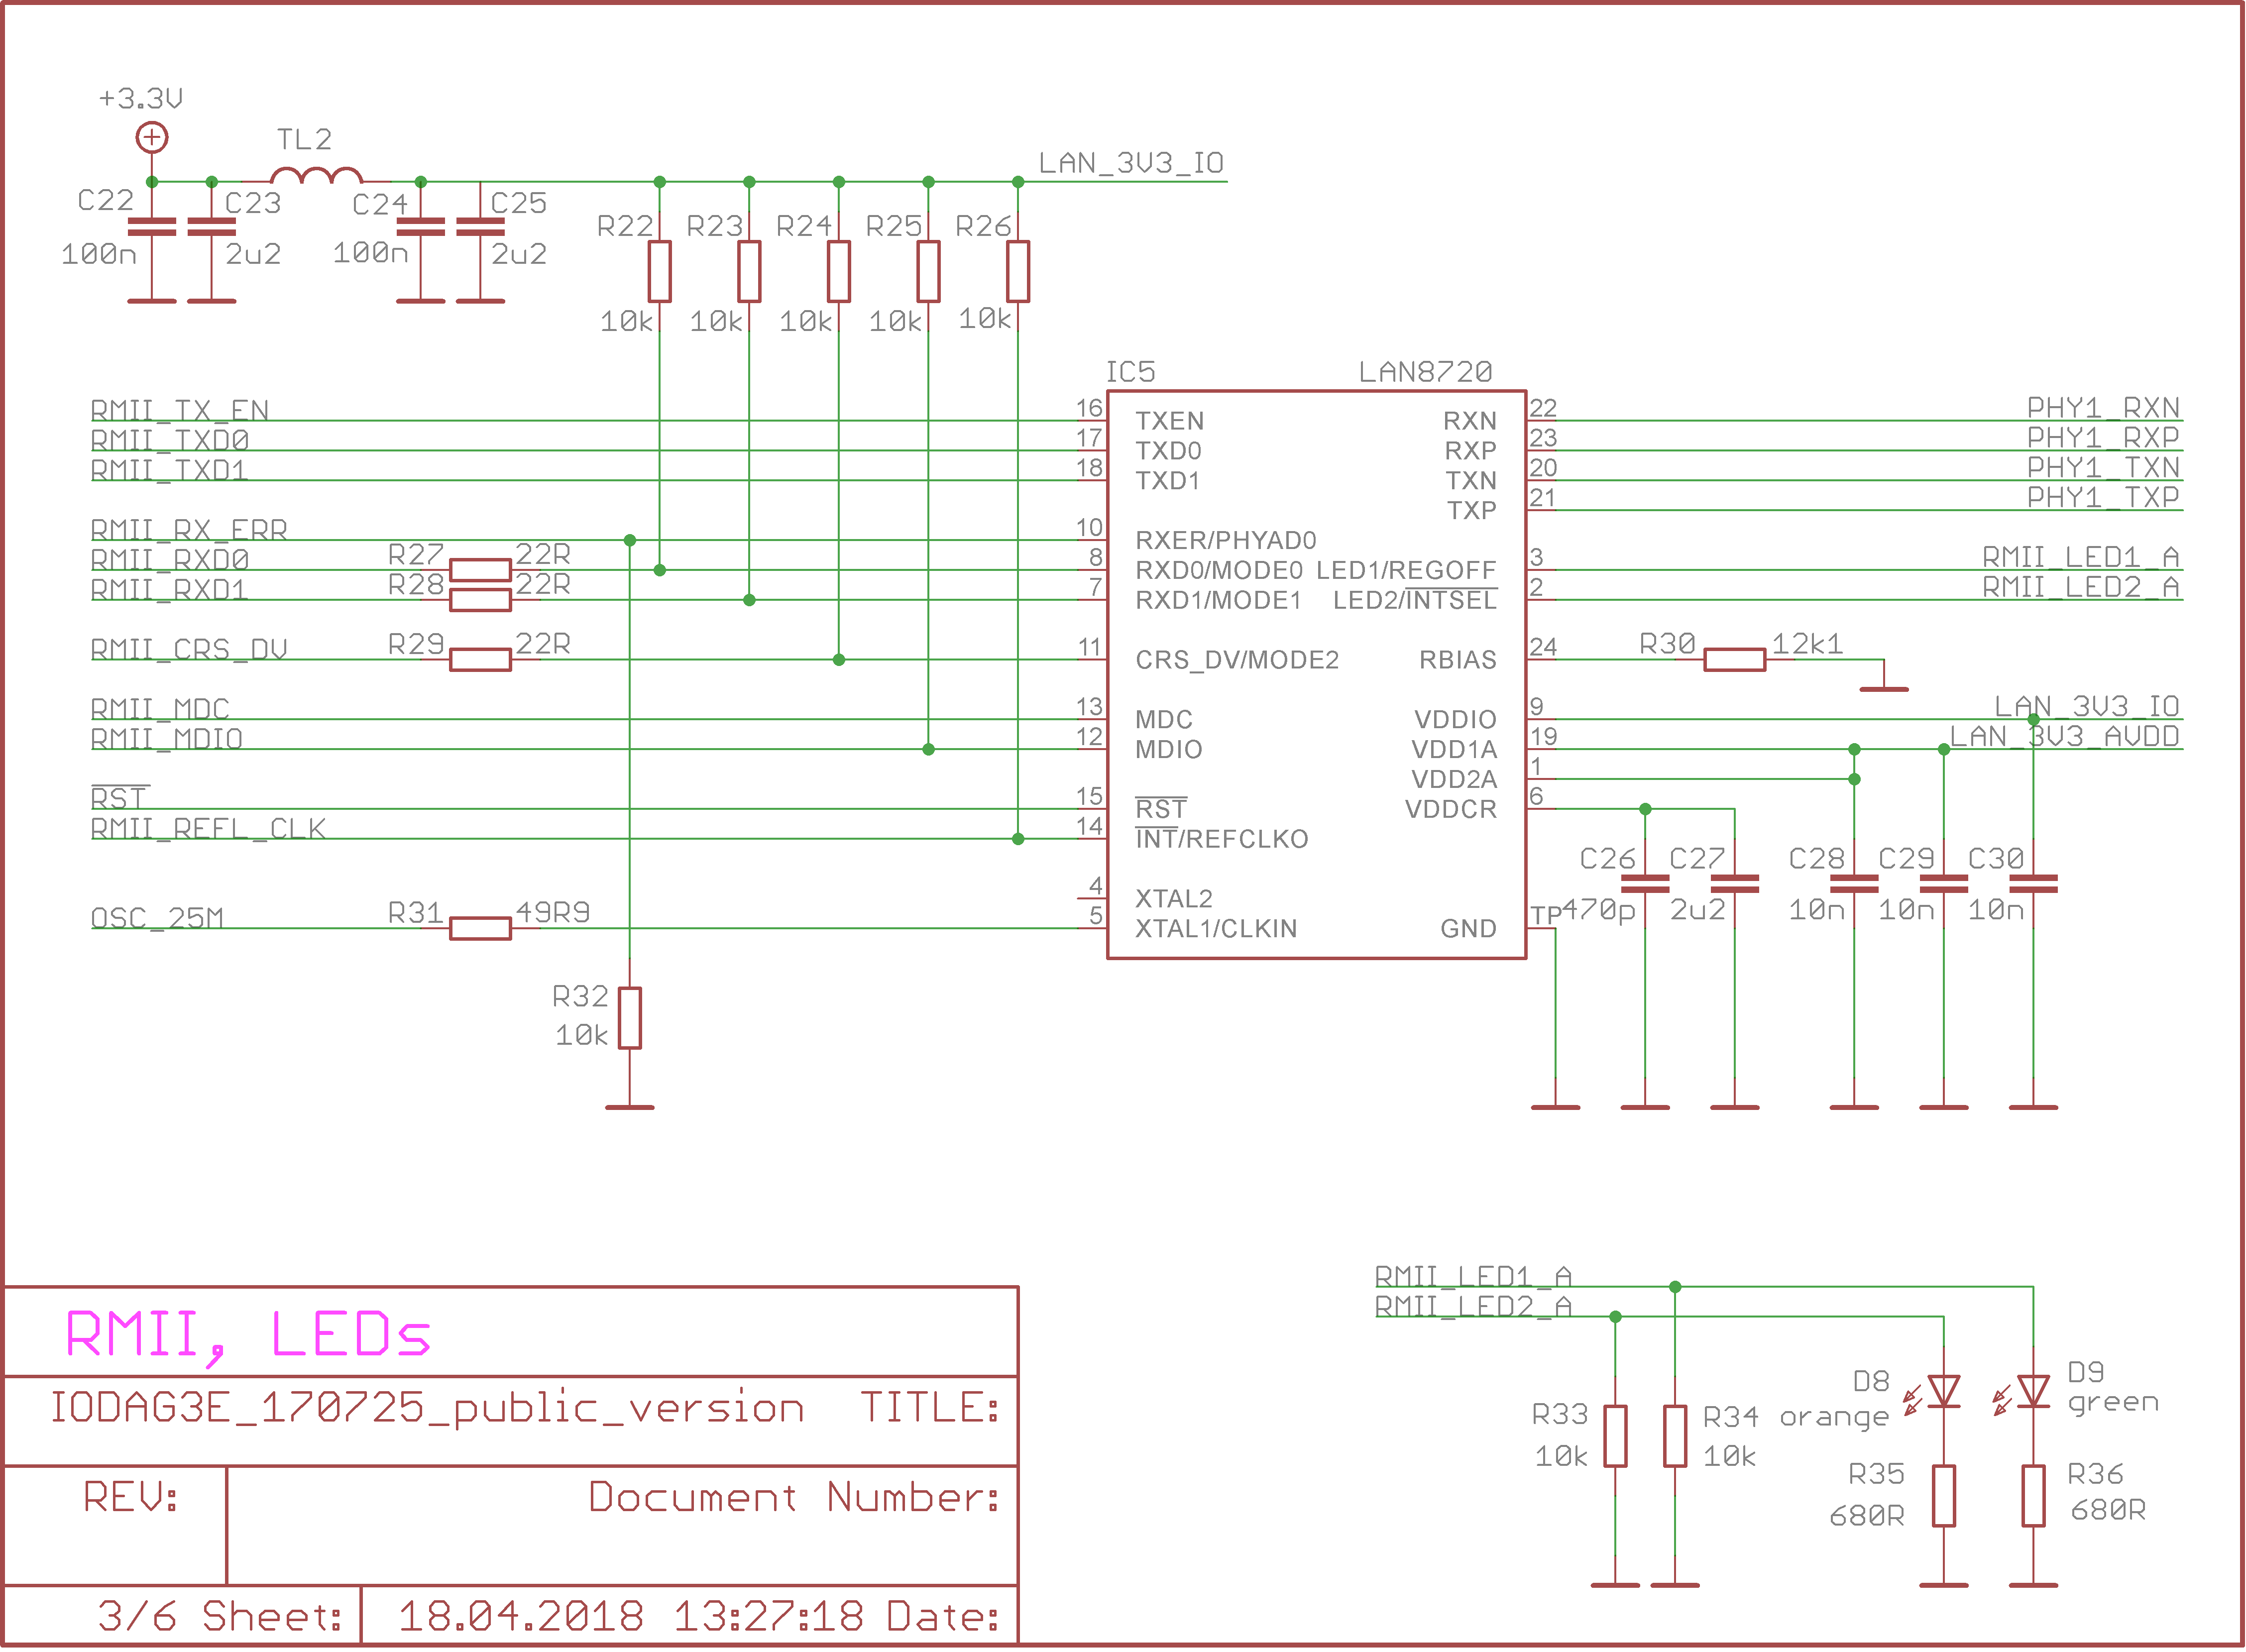 +3.3V
TL2
LAN_3V3_IO
C22 C23 C24 C25
100n 2u2 100n 2u2
R22 R23 R24 R25 R26
10k 10k 10k 10k 10k
IC5 LAN8720
RMII_TX_EN 16 TXEN RXN 22 PHY1_RXN
RMII_TXD0 17 TXD0 RXP 23 PHY1_RXP
RMII_TXD1 18 TXD1 TXN 20 PHY1_TXN
TXP 21 PHY1_TXP
RMII_RX_ERR 10 RXER/PHYAD0
RMII_RXD0 R27 22R 8 RXD0/MODE0 LED1/REGOFF 3 RMII_LED1_A
RMII_RXD1 R28 22R 7 RXD1/MODE1 LED2/INTSEL 2 RMII_LED2_A
RMII_CRS_DV R29 22R 11 CRS_DV/MODE2 RBIAS 24 R30 12k1
RMII_MDC 13 MDC VDDIO 9 LAN_3V3_IO
RMII_MDIO 12 MDIO VDD1A 19 LAN_3V3_AVDD
VDD2A 1
RST 15 RST VDDCR 6
RMII_REFL_CLK 14 INT/REFCLKO
C26 C27 C28 C29 C30
4 XTAL2
470p 2u2 10n 10n 10n
OSC_25M R31 49R9 5 XTAL1/CLKIN GND TP
R32
10k
RMII_LED1_A
RMII_LED2_A
D8 D9
orange green
R33 R34
10k 10k
R35 R36
680R 680R
RMII, LEDs
IODAG3E_170725_public_version TITLE:
REV: Document Number:
3/6 Sheet: 18.04.2018 13:27:18 Date: